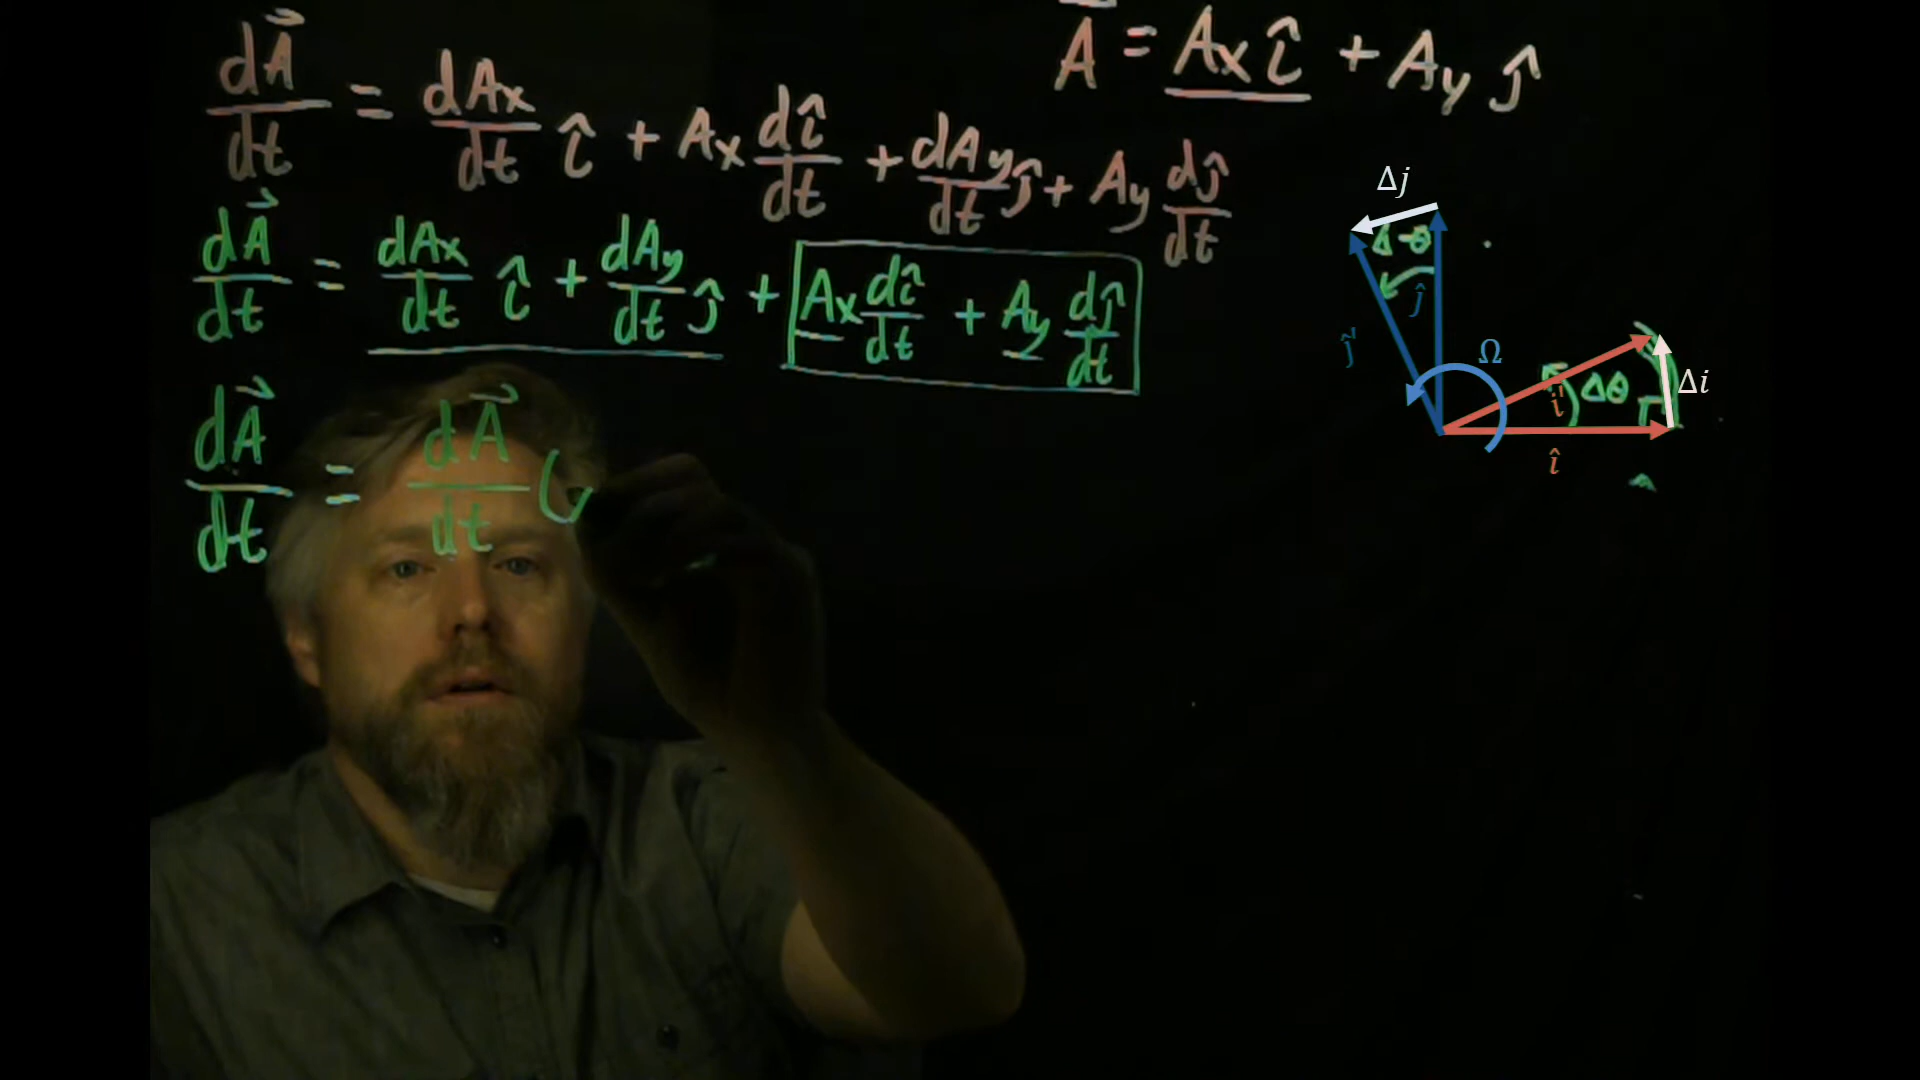 dA⃗/dt = dAx/dt î + Ax dî/dt + dAy/dt ĵ + Ay dĵ/dt
A⃗ = Ax î + Ay ĵ
dA⃗/dt = dAx/dt î + dAy/dt ĵ + Ax dî/dt + Ay dĵ/dt
dA⃗/dt = dA⃗/dt (
Δj
Δθ
ĵ
ĵ'
Ω
î'
Δθ
Δi
î